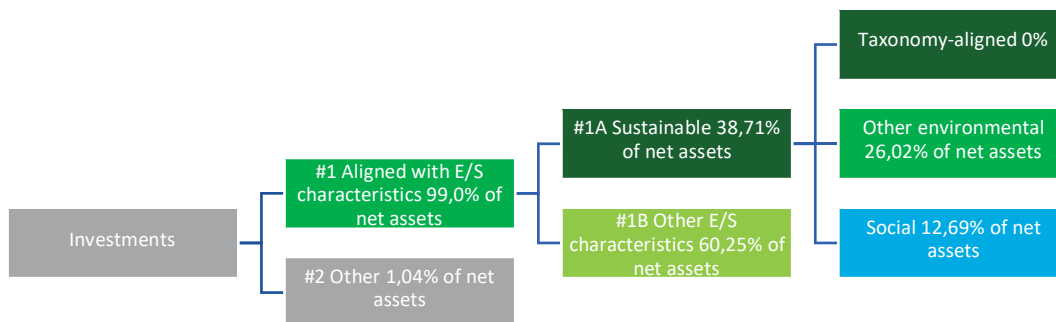 Investments
#1 Aligned with E/S
characteristics 99,0% of
net assets
#2 Other 1,04% of net
assets
#1A Sustainable 38,71%
of net assets
#1B Other E/S
characteristics 60,25% of
net assets
Taxonomy-aligned 0%
Other environmental
26,02% of net assets
Social 12,69% of net
assets